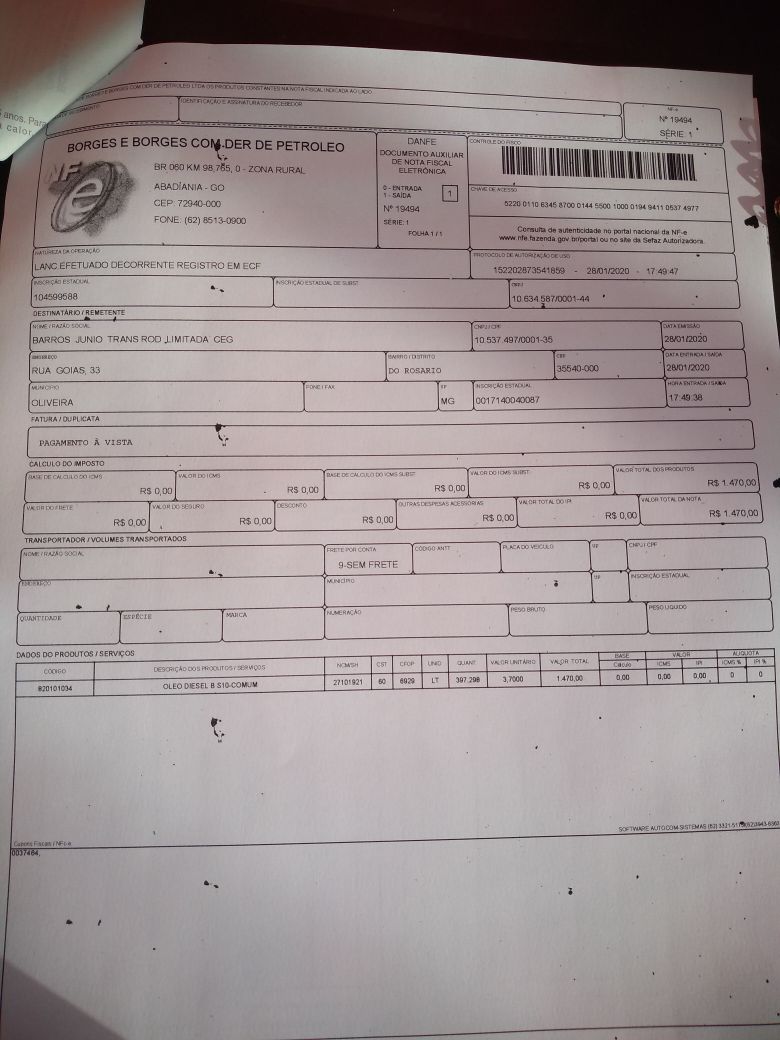 anos. Para
calor
BORGES E BORGES COM DER DE PETROLEO LTDA OS PRODUTOS CONSTANTES NA NOTA FISCAL INDICADA AO LADO
IDENTIFICAÇÃO E ASSINATURA DO RECEBEDOR
NF-e
Nº 19494
SÉRIE 1
NF e
BORGES E BORGES COM DER DE PETROLEO
BR 060 KM 98,765, 0 - ZONA RURAL
ABADIANIA - GO
CEP: 72940-000
FONE: (62) 8513-0900
DANFE
DOCUMENTO AUXILIAR
DE NOTA FISCAL
ELETRÔNICA
0 - ENTRADA
1 - SAÍDA
1
Nº 19494
SÉRIE: 1
FOLHA 1 / 1
CONTROLE DO FISCO
CHAVE DE ACESSO
5220 0110 6345 8700 0144 5500 1000 0194 9411 0537 4977
Consulta de autenticidade no portal nacional da NF-e
www.nfe.fazenda.gov.br/portal ou no site da Sefaz Autorizadora.
NATUREZA DA OPERAÇÃO
LANC.EFETUADO DECORRENTE REGISTRO EM ECF
PROTOCOLO DE AUTORIZAÇÃO DE USO
152202873541859 - 28/01/2020 - 17:49:47
INSCRIÇÃO ESTADUAL
104599588
INSCRIÇÃO ESTADUAL DE SUBST.
CNPJ
10.634.587/0001-44
DESTINATÁRIO / REMETENTE
NOME / RAZÃO SOCIAL
BARROS JUNIO TRANS ROD LIMITADA CEG
CNPJ / CPF
10.537.497/0001-35
DATA EMISSÃO
28/01/2020
ENDEREÇO
RUA GOIAS, 33
BAIRRO / DISTRITO
DO ROSARIO
CEP
35540-000
DATA ENTRADA / SAÍDA
28/01/2020
MUNICÍPIO
OLIVEIRA
FONE / FAX
UF
MG
INSCRIÇÃO ESTADUAL
0017140040087
HORA ENTRADA / SAÍDA
17:49:38
FATURA / DUPLICATA
PAGAMENTO À VISTA
CALCULO DO IMPOSTO
BASE DE CALCULO DO ICMS
R$ 0,00
VALOR DO ICMS
R$ 0,00
BASE DE CALCULO DO ICMS SUBST.
R$ 0,00
VALOR DO ICMS SUBST.
R$ 0,00
VALOR TOTAL DOS PRODUTOS
R$ 1.470,00
VALOR DO FRETE
R$ 0,00
VALOR DO SEGURO
R$ 0,00
DESCONTO
R$ 0,00
OUTRAS DESPESAS ACESSORIAS
R$ 0,00
VALOR TOTAL DO IPI
R$ 0,00
VALOR TOTAL DA NOTA
R$ 1.470,00
TRANSPORTADOR / VOLUMES TRANSPORTADOS
NOME / RAZÃO SOCIAL
FRETE POR CONTA
9-SEM FRETE
CÓDIGO ANTT
PLACA DO VEICULO
UF
CNPJ / CPF
ENDEREÇO
MUNICÍPIO
UF
INSCRIÇÃO ESTADUAL
QUANTIDADE
ESPÉCIE
MARCA
NUMERAÇÃO
PESO BRUTO
PESO LIQUIDO
DADOS DO PRODUTOS / SERVIÇOS
CÓDIGO DESCRIÇÃO DOS PRODUTOS / SERVIÇOS NCM/SH CST CFOP UNID QUANT VALOR UNITÁRIO VALOR TOTAL BASE Cálculo VALOR ICMS IPI ALIQUOTA ICMS % IPI %
820101034 OLEO DIESEL B S10-COMUM 27101921 60 6929 LT 397,298 3,7000 1.470,00 0,00 0,00 0,00 0 0
SOFTWARE AUTOCOM SISTEMAS
Cupons Fiscais / NFc-e
0037464,